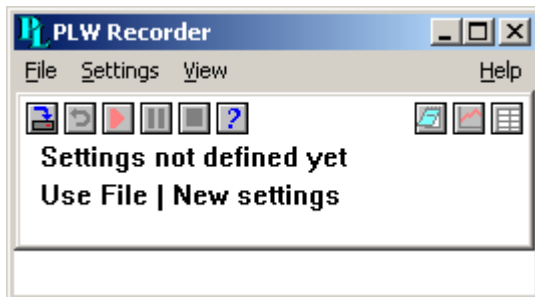 PLW Recorder
File Settings View Help
?
Settings not defined yet
Use File | New settings